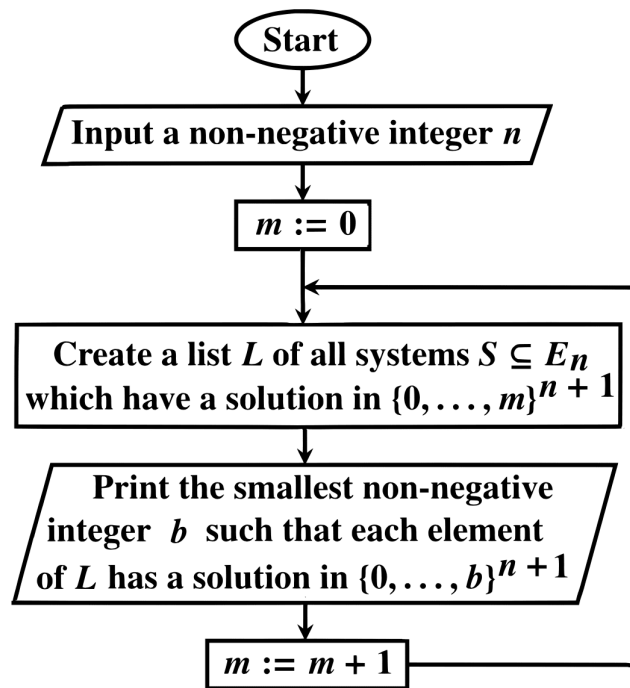 Start
Input a non-negative integer n
m := 0
Create a list L of all systems S ⊆ Eₙ
which have a solution in {0, . . . , m}ⁿ ⁺ ¹
Print the smallest non-negative
integer b such that each element
of L has a solution in {0, . . . , b}ⁿ ⁺ ¹
m := m + 1